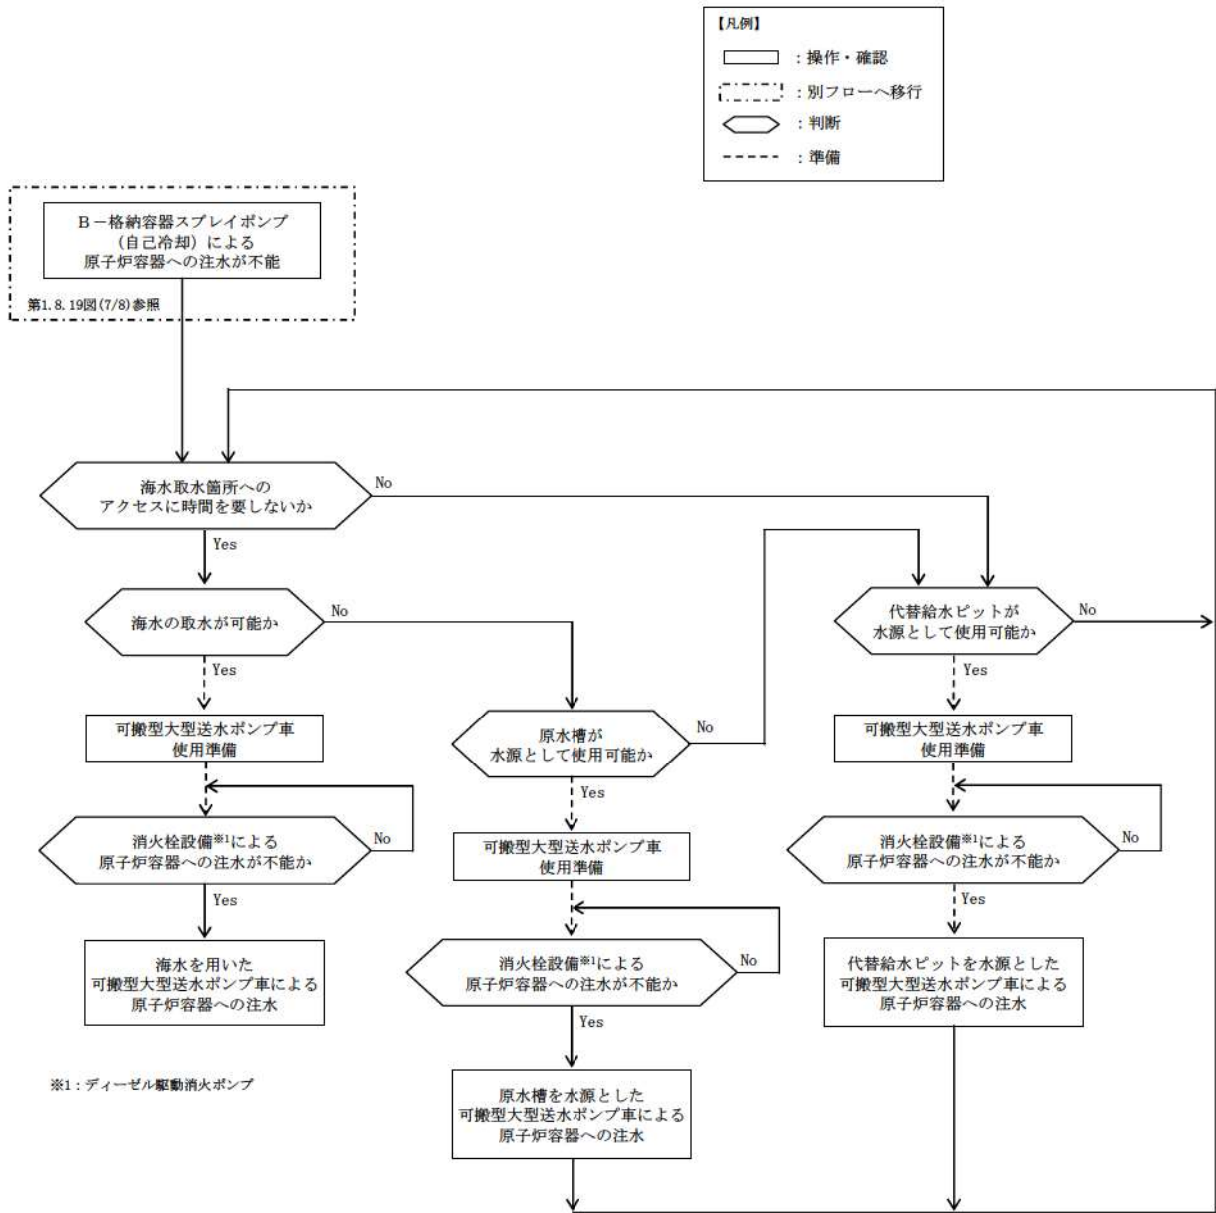 【凡例】
：操作・確認
：別フローへ移行
：判断
：準備
B－格納容器スプレイポンプ
（自己冷却）による
原子炉容器への注水が不能
第1.8.19図(7/8)参照
海水取水箇所への
アクセスに時間を要しないか
No
Yes
海水の取水が可能か
No
Yes
可搬型大型送水ポンプ車
使用準備
消火栓設備※1による
原子炉容器への注水が不能か
No
Yes
海水を用いた
可搬型大型送水ポンプ車による
原子炉容器への注水
原水槽が
水源として使用可能か
No
Yes
可搬型大型送水ポンプ車
使用準備
消火栓設備※1による
原子炉容器への注水が不能か
No
Yes
原水槽を水源とした
可搬型大型送水ポンプ車による
原子炉容器への注水
代替給水ピットが
水源として使用可能か
No
Yes
可搬型大型送水ポンプ車
使用準備
消火栓設備※1による
原子炉容器への注水が不能か
No
Yes
代替給水ピットを水源とした
可搬型大型送水ポンプ車による
原子炉容器への注水
※1：ディーゼル駆動消火ポンプ